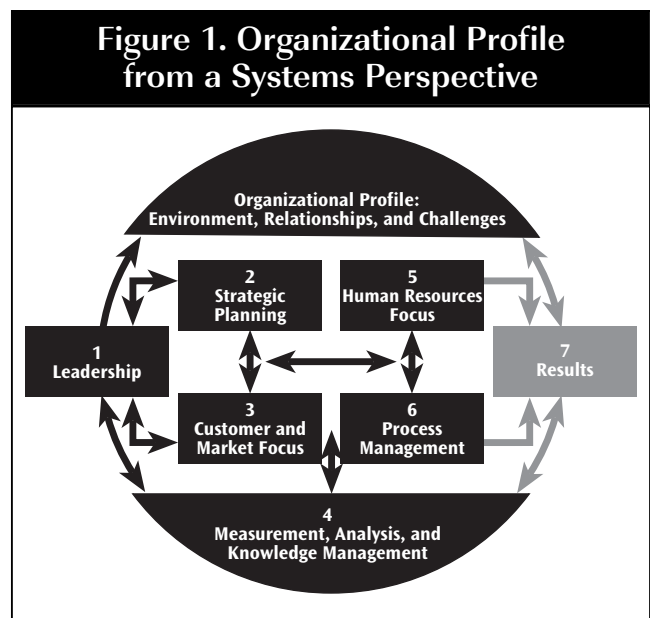 Figure 1. Organizational Profile
from a Systems Perspective
Organizational Profile:
Environment, Relationships, and Challenges
2
Strategic
Planning
5
Human Resources
Focus
1
Leadership
7
Results
3
Customer and
Market Focus
6
Process
Management
4
Measurement, Analysis, and
Knowledge Management